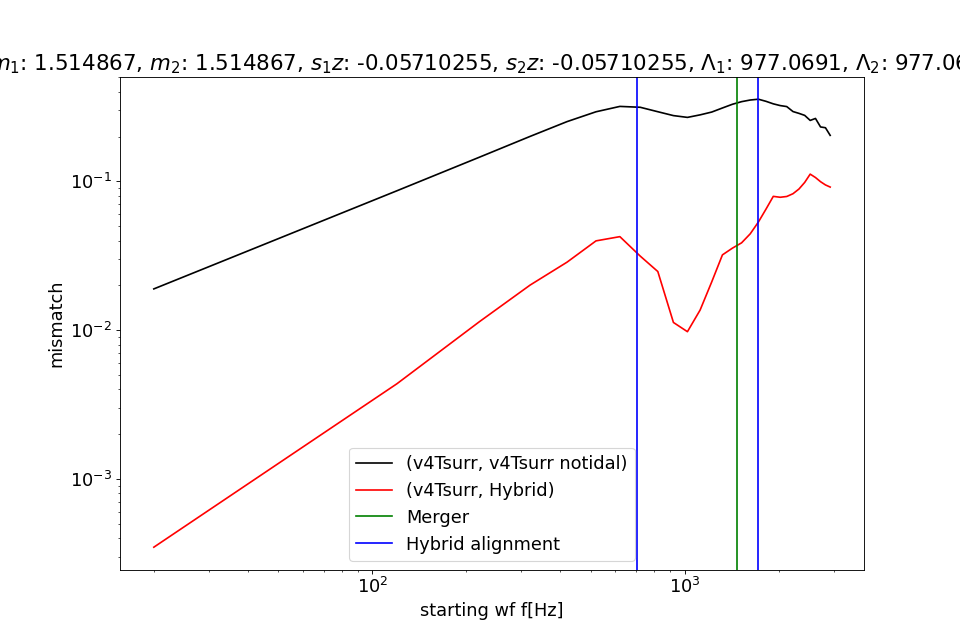 m₁: 1.514867, m₂: 1.514867, s₁z: -0.05710255, s₂z: -0.05710255, Λ₁: 977.0691, Λ₂: 977.06
mismatch
10⁻¹
10⁻²
10⁻³
(v4Tsurr, v4Tsurr notidal)
(v4Tsurr, Hybrid)
Merger
Hybrid alignment
10² 10³
starting wf f[Hz]